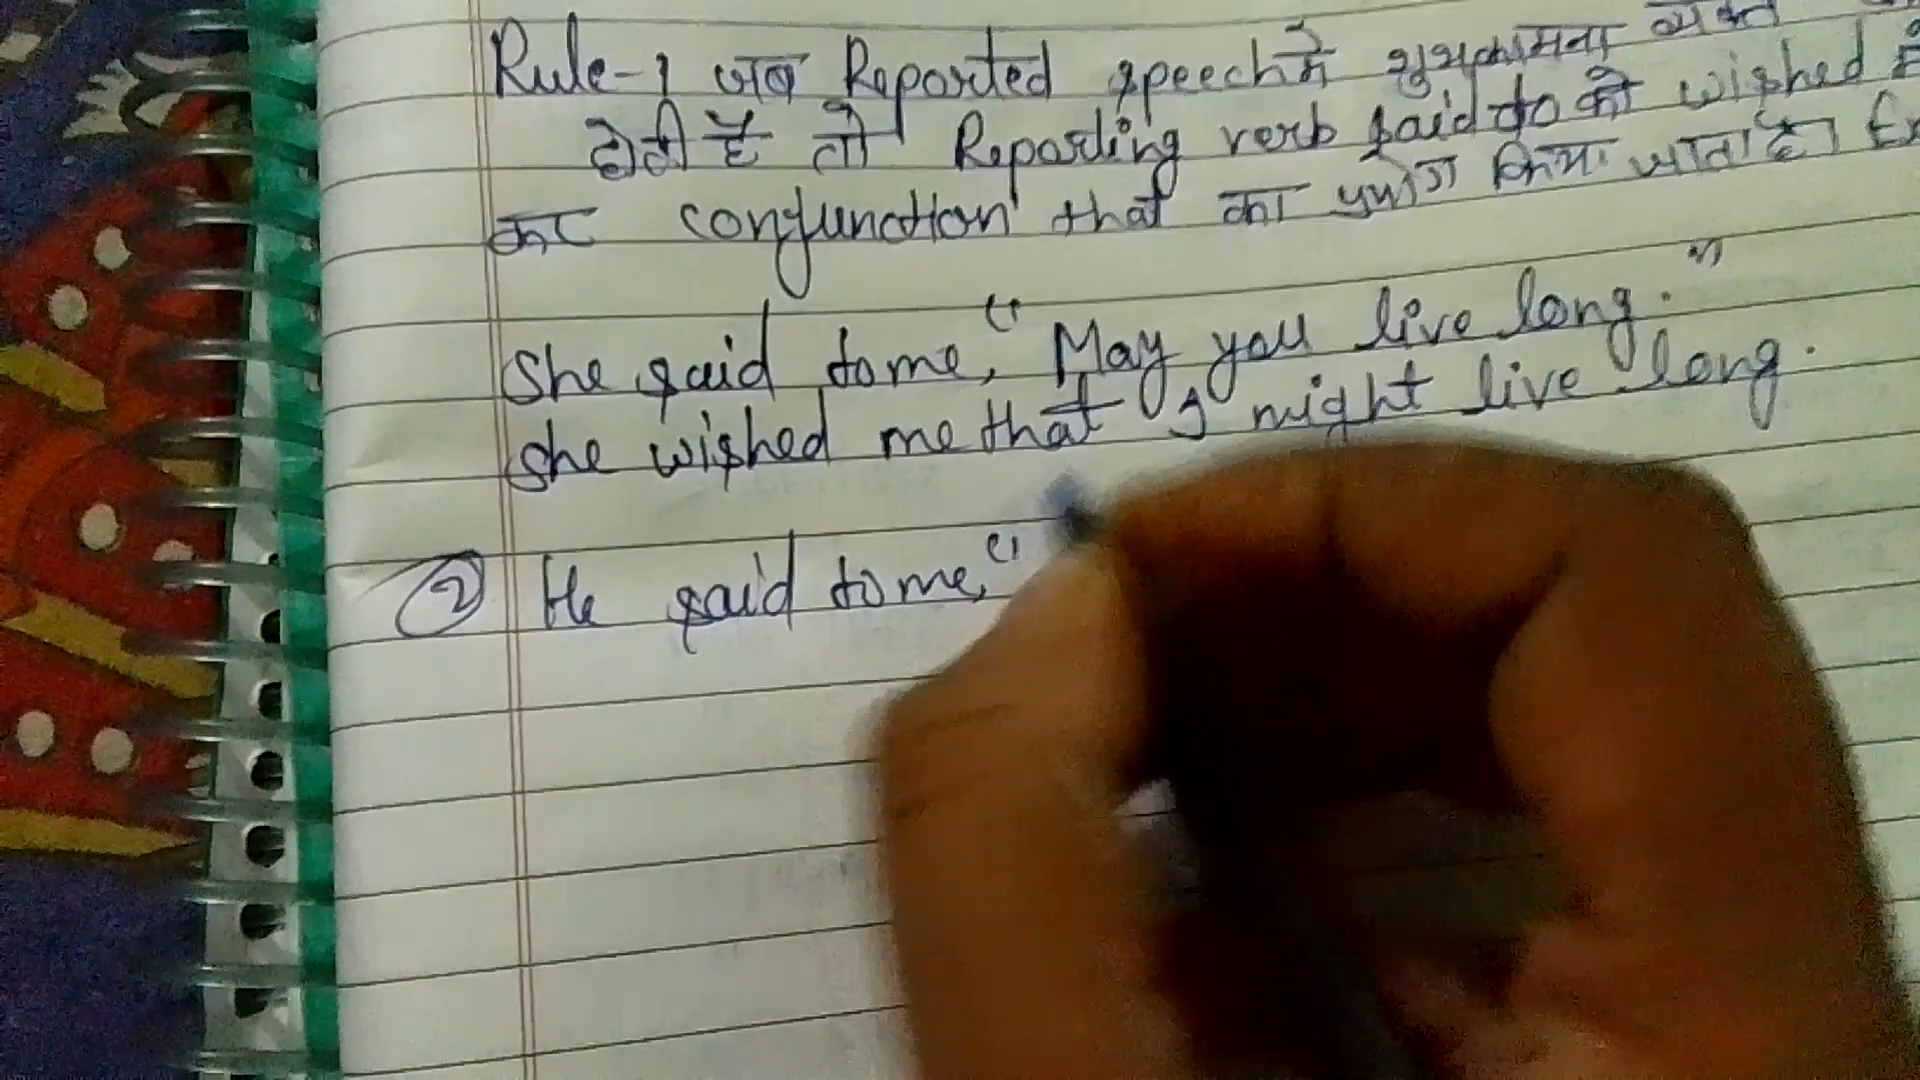 Rule-1 जब Reported speech में शुभकामना व्यक्त
होती है तो Reporting verb said to को wished में
कर conjunction that का प्रयोग किया जाता है।
She said to me, "May you live long."
She wished me that I might live long.
② He said to me, "